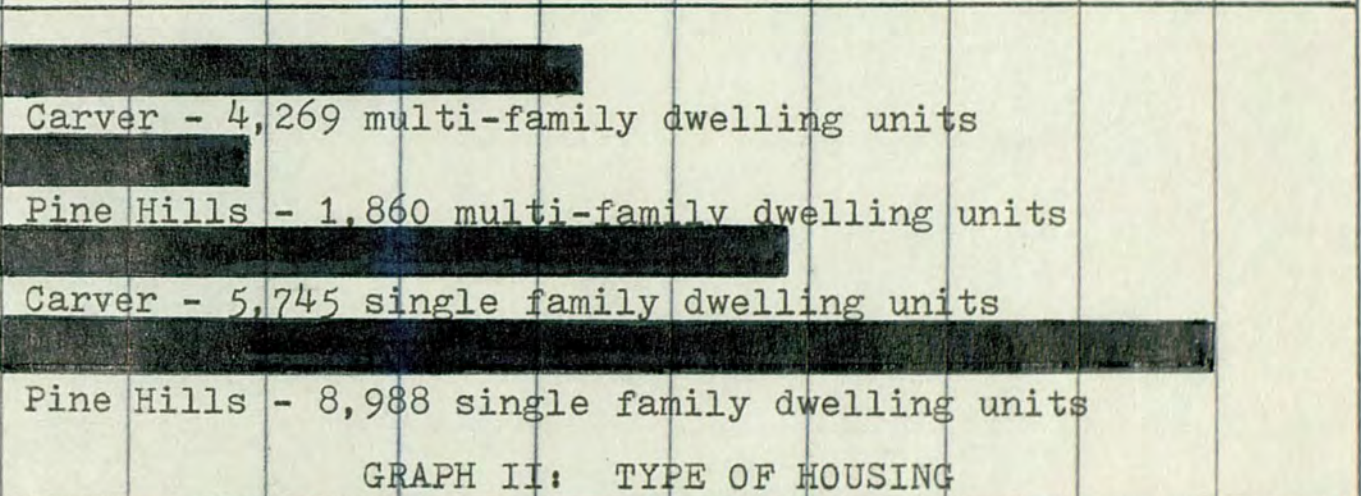 Carver - 4,269 multi-family dwelling units
Pine Hills - 1,860 multi-family dwelling units
Carver - 5,745 single family dwelling units
Pine Hills - 8,988 single family dwelling units
GRAPH II: TYPE OF HOUSING